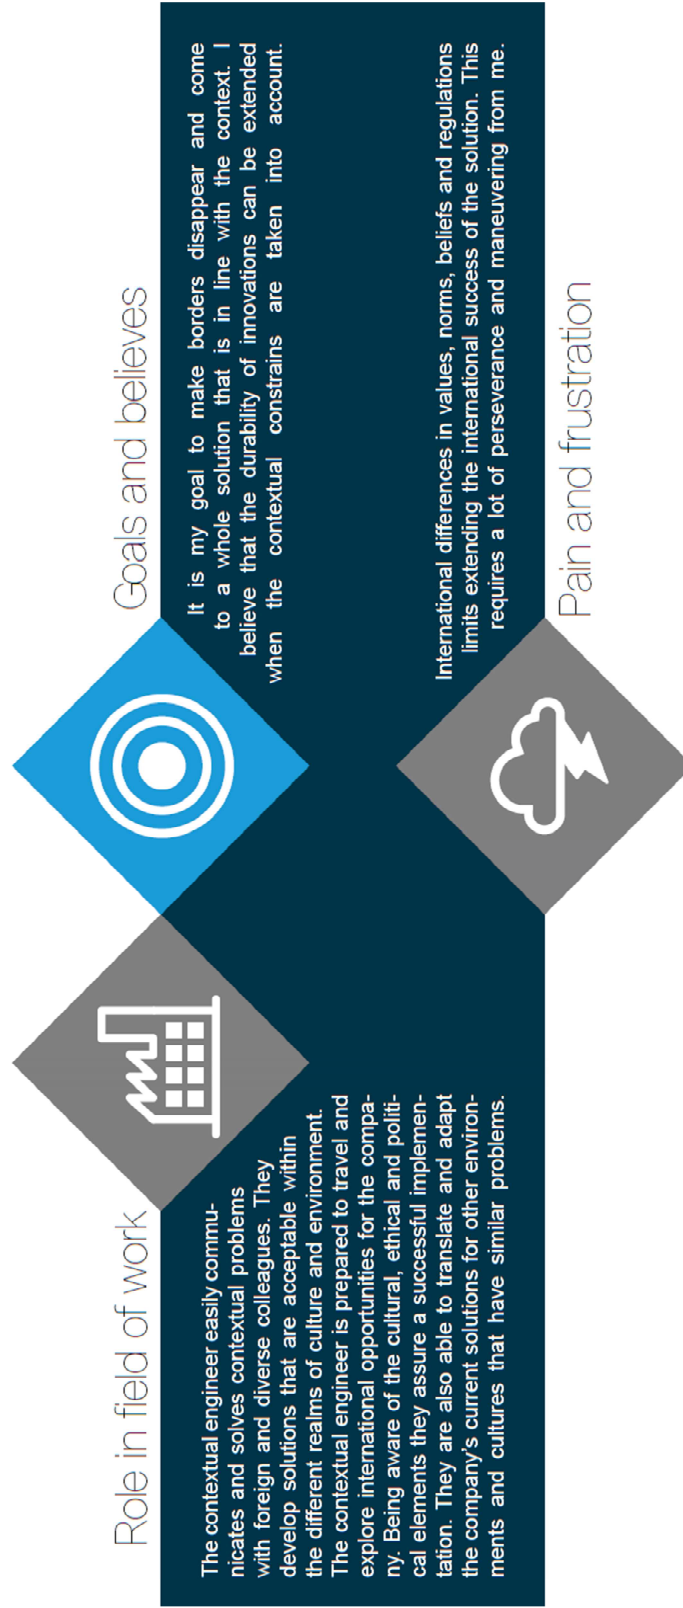 Role in field of work
The contextual engineer easily commu-
nicates and solves contextual problems
with foreign and diverse colleagues. They
develop solutions that are acceptable within
the different realms of culture and environment.
The contextual engineer is prepared to travel and
explore international opportunities for the compa-
ny. Being aware of the cultural, ethical and politi-
cal elements they assure a successful implemen-
tation. They are also able to translate and adapt
the company's current solutions for other environ-
ments and cultures that have similar problems.
Goals and believes
It is my goal to make borders disappear and come
to a whole solution that is in line with the context. I
believe that the durability of innovations can be extended
when the contextual constrains are taken into account.
International differences in values, norms, beliefs and regulations
limits extending the international success of the solution. This
requires a lot of perseverance and maneuvering from me.
Pain and frustration